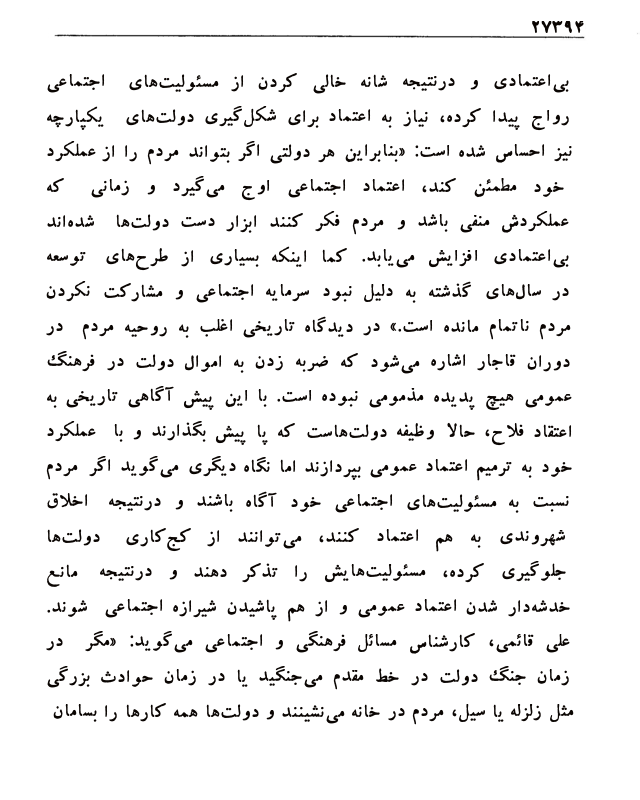 ۲۷۳۹۴
بی‌اعتمادی و درنتیجه شانه خالی کردن از مسئولیت‌های اجتماعی
رواج پیدا کرده، نیاز به اعتماد برای شکل‌گیری دولت‌های یکپارچه
نیز احساس شده است: «بنابراین هر دولتی اگر بتواند مردم را از عملکرد
خود مطمئن کند، اعتماد اجتماعی اوج می‌گیرد و زمانی که
عملکردش منفی باشد و مردم فکر کنند ابزار دست دولت‌ها شده‌اند
بی‌اعتمادی افزایش می‌یابد. کما اینکه بسیاری از طرح‌های توسعه
در سال‌های گذشته به دلیل نبود سرمایه اجتماعی و مشارکت نکردن
مردم ناتمام مانده است.» در دیدگاه تاریخی اغلب به روحیه مردم در
دوران قاجار اشاره می‌شود که ضربه زدن به اموال دولت در فرهنگ
عمومی هیچ پدیده مذمومی نبوده است. با این پیش آگاهی تاریخی به
اعتقاد فلاح، حالا وظیفه دولت‌هاست که پا پیش بگذارند و با عملکرد
خود به ترمیم اعتماد عمومی بپردازند اما نگاه دیگری می‌گوید اگر مردم
نسبت به مسئولیت‌های اجتماعی خود آگاه باشند و درنتیجه اخلاق
شهروندی به هم اعتماد کنند، می‌توانند از کج‌کاری دولت‌ها
جلوگیری کرده، مسئولیت‌هایش را تذکر دهند و درنتیجه مانع
خدشه‌دار شدن اعتماد عمومی و از هم پاشیدن شیرازه اجتماعی شوند.
علی قائمی، کارشناس مسائل فرهنگی و اجتماعی می‌گوید: «مگر در
زمان جنگ دولت در خط مقدم می‌جنگید یا در زمان حوادث بزرگی
مثل زلزله یا سیل، مردم در خانه می‌نشینند و دولت‌ها همه کارها را بسامان